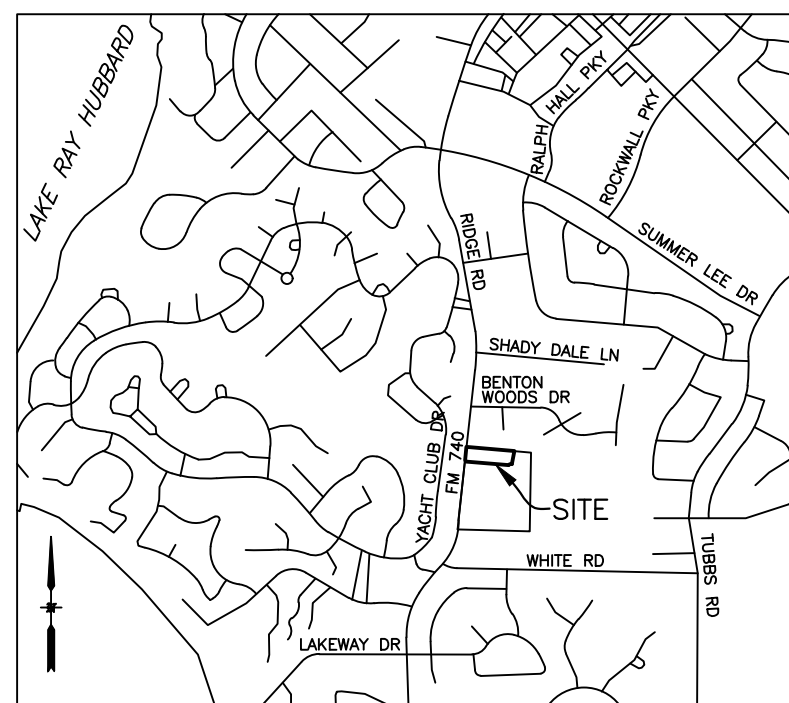 LAKE RAY HUBBARD
RALPH
HALL PKY
ROCKWALL PKY
RIDGE RD
SUMMER LEE DR
SHADY DALE LN
BENTON
WOODS DR
YACHT CLUB DR
FM 740
SITE
WHITE RD
TUBBS RD
LAKEWAY DR